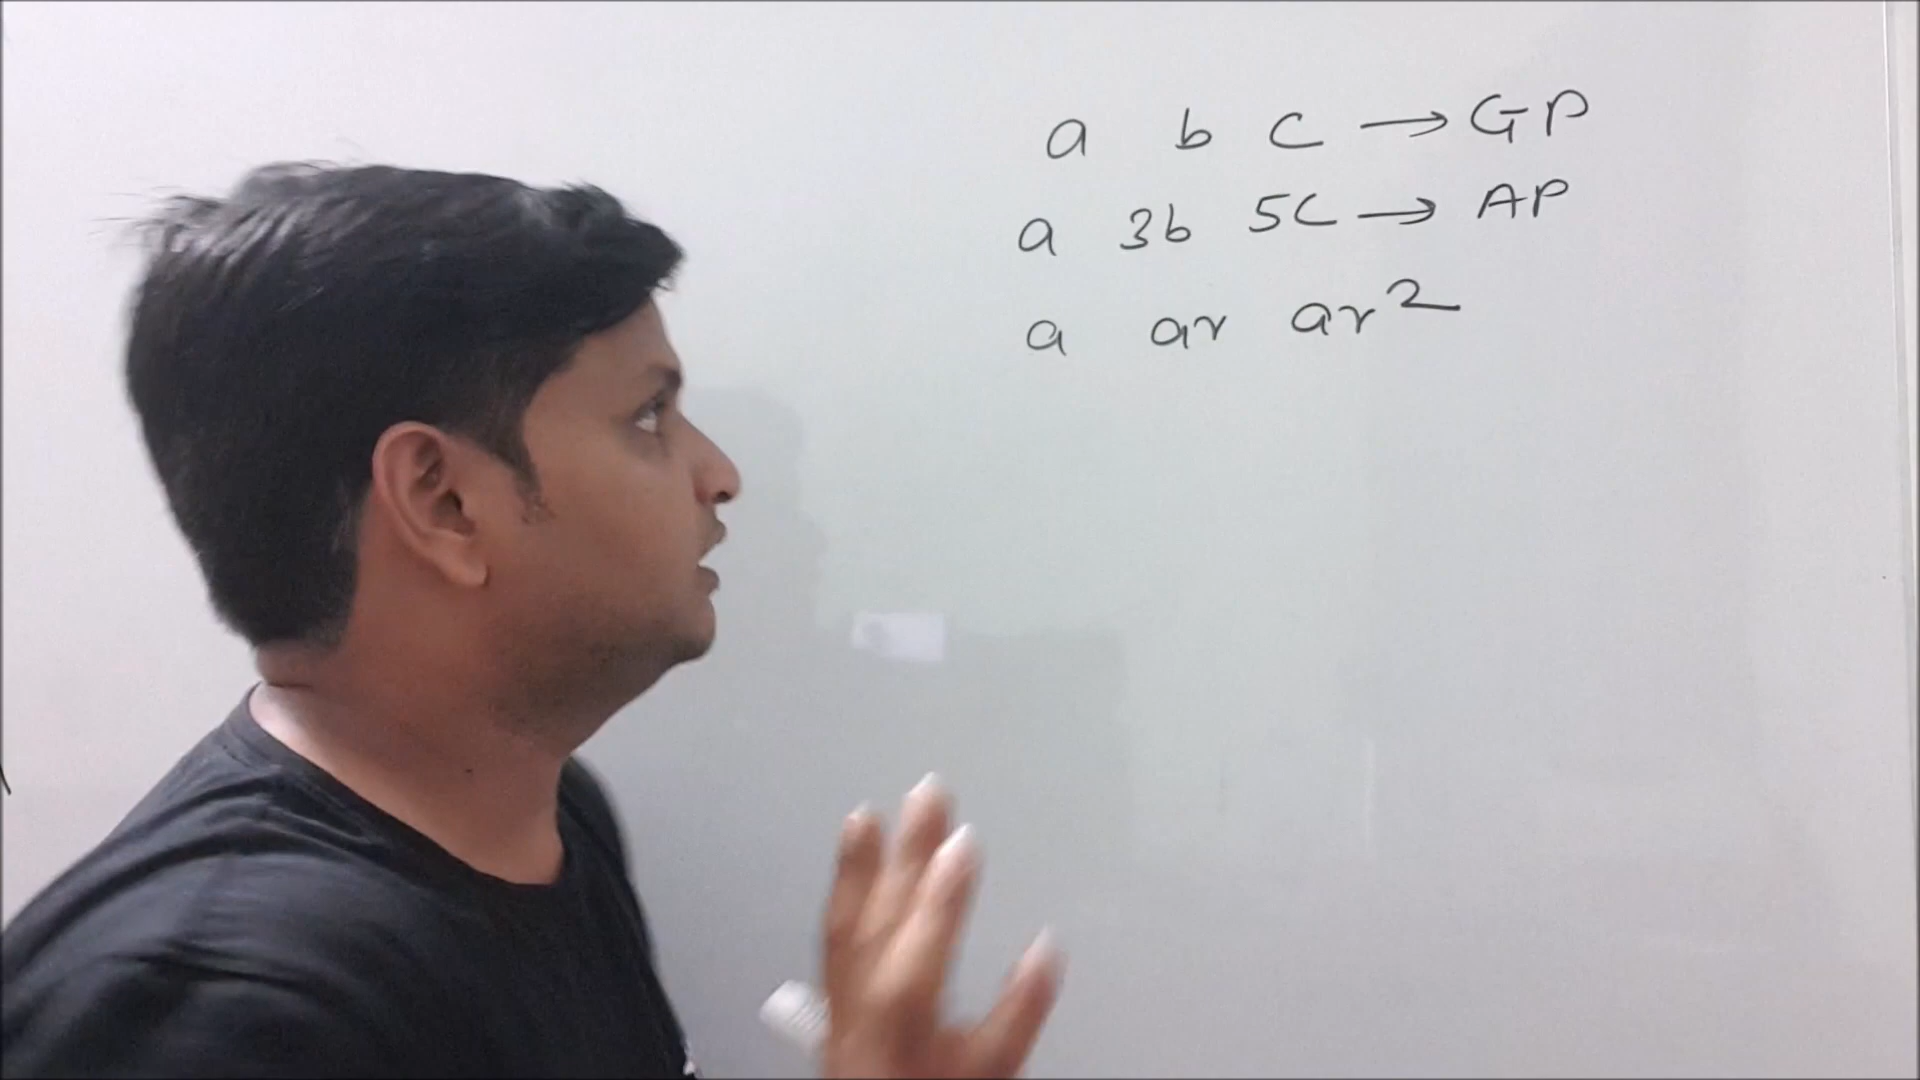 a b c → GP
a 3b 5c → AP
a ar ar²